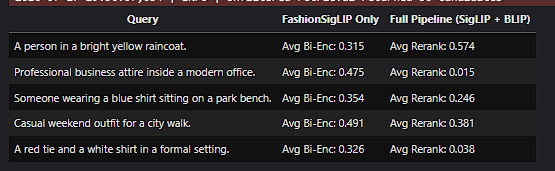 Query FashionSigLIP Only Full Pipeline (SigLIP + BLIP)
A person in a bright yellow raincoat. Avg Bi-Enc: 0.315 Avg Rerank: 0.574
Professional business attire inside a modern office. Avg Bi-Enc: 0.475 Avg Rerank: 0.015
Someone wearing a blue shirt sitting on a park bench. Avg Bi-Enc: 0.354 Avg Rerank: 0.246
Casual weekend outfit for a city walk. Avg Bi-Enc: 0.491 Avg Rerank: 0.381
A red tie and a white shirt in a formal setting. Avg Bi-Enc: 0.326 Avg Rerank: 0.038